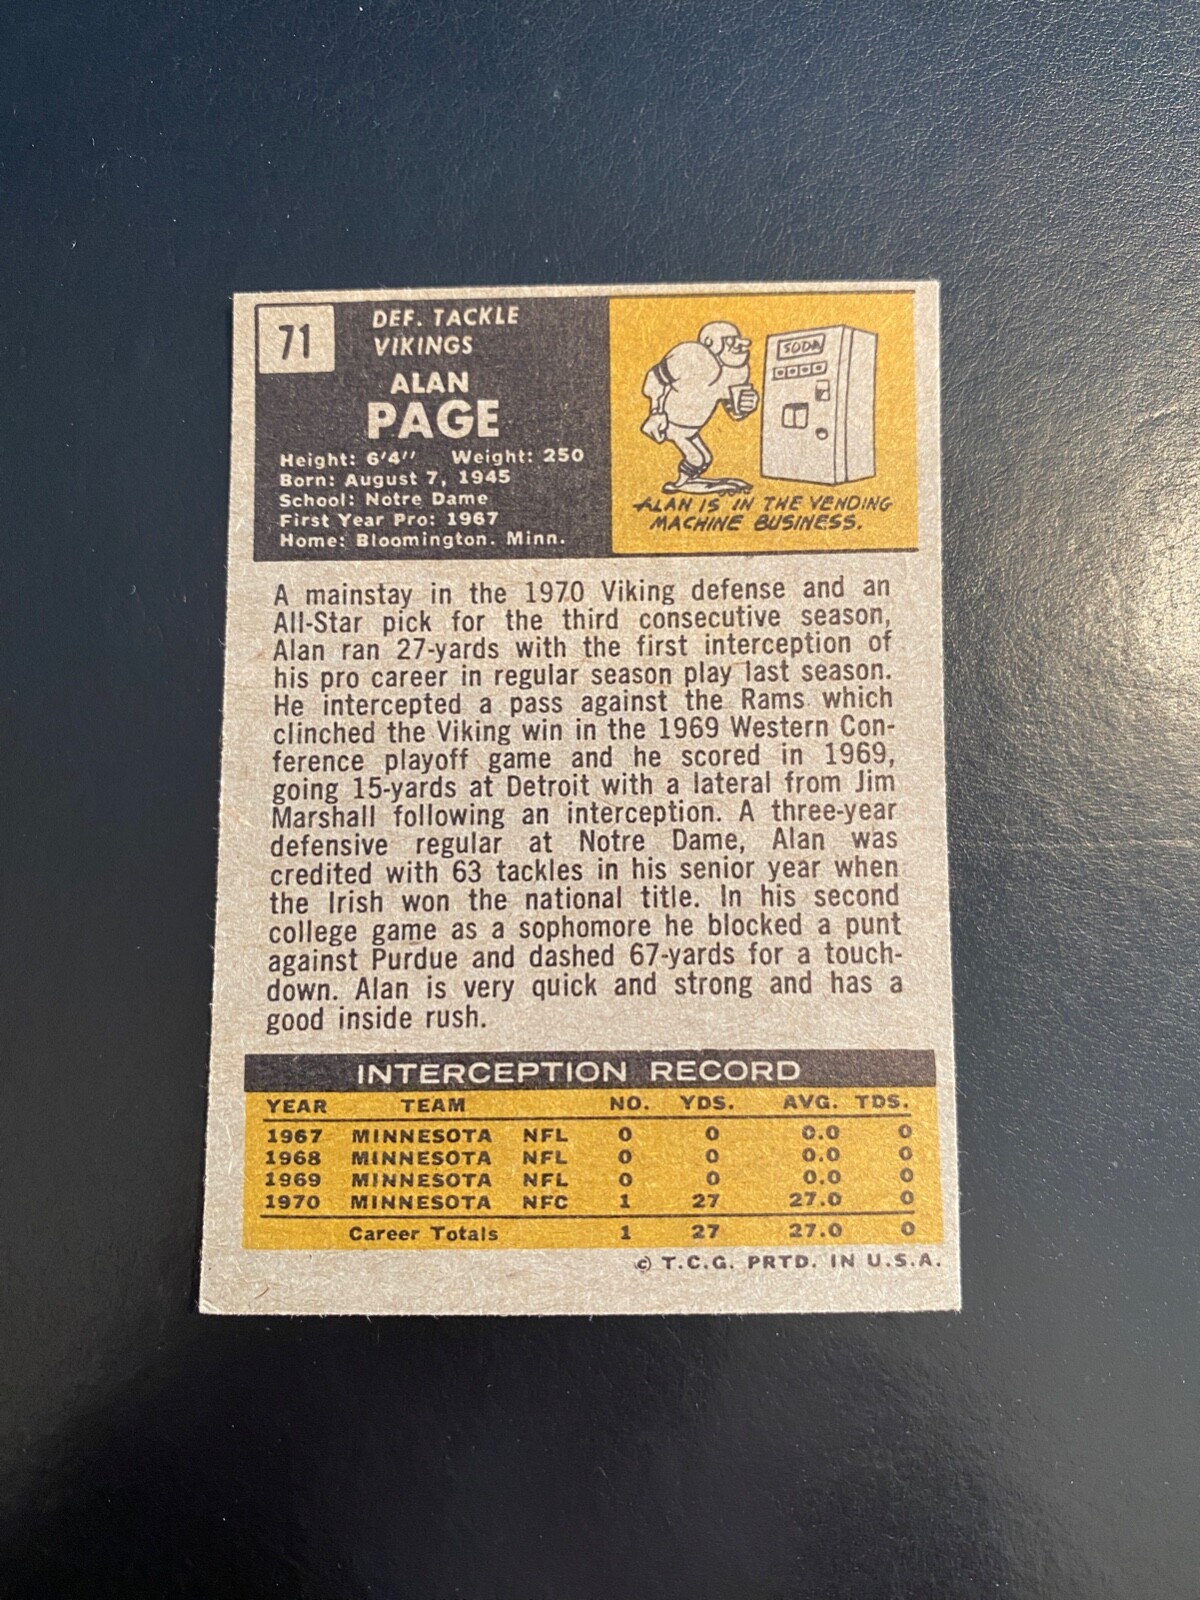 71
DEF. TACKLE
VIKINGS
ALAN
PAGE
Height: 6'4" Weight: 250
Born: August 7, 1945
School: Notre Dame
First Year Pro: 1967
Home: Bloomington. Minn.
SODA
ALAN IS IN THE VENDING
MACHINE BUSINESS.
A mainstay in the 1970 Viking defense and an
All-Star pick for the third consecutive season,
Alan ran 27-yards with the first interception of
his pro career in regular season play last season.
He intercepted a pass against the Rams which
clinched the Viking win in the 1969 Western Con-
ference playoff game and he scored in 1969,
going 15-yards at Detroit with a lateral from Jim
Marshall following an interception. A three-year
defensive regular at Notre Dame, Alan was
credited with 63 tackles in his senior year when
the Irish won the national title. In his second
college game as a sophomore he blocked a punt
against Purdue and dashed 67-yards for a touch-
down. Alan is very quick and strong and has a
good inside rush.
INTERCEPTION RECORD
YEAR TEAM NO. YDS. AVG. TDS.
1967 MINNESOTA NFL 0 0 0.0 0
1968 MINNESOTA NFL 0 0 0.0 0
1969 MINNESOTA NFL 0 0 0.0 0
1970 MINNESOTA NFC 1 27 27.0 0
Career Totals 1 27 27.0 0
© T.C.G. PRTD. IN U.S.A.